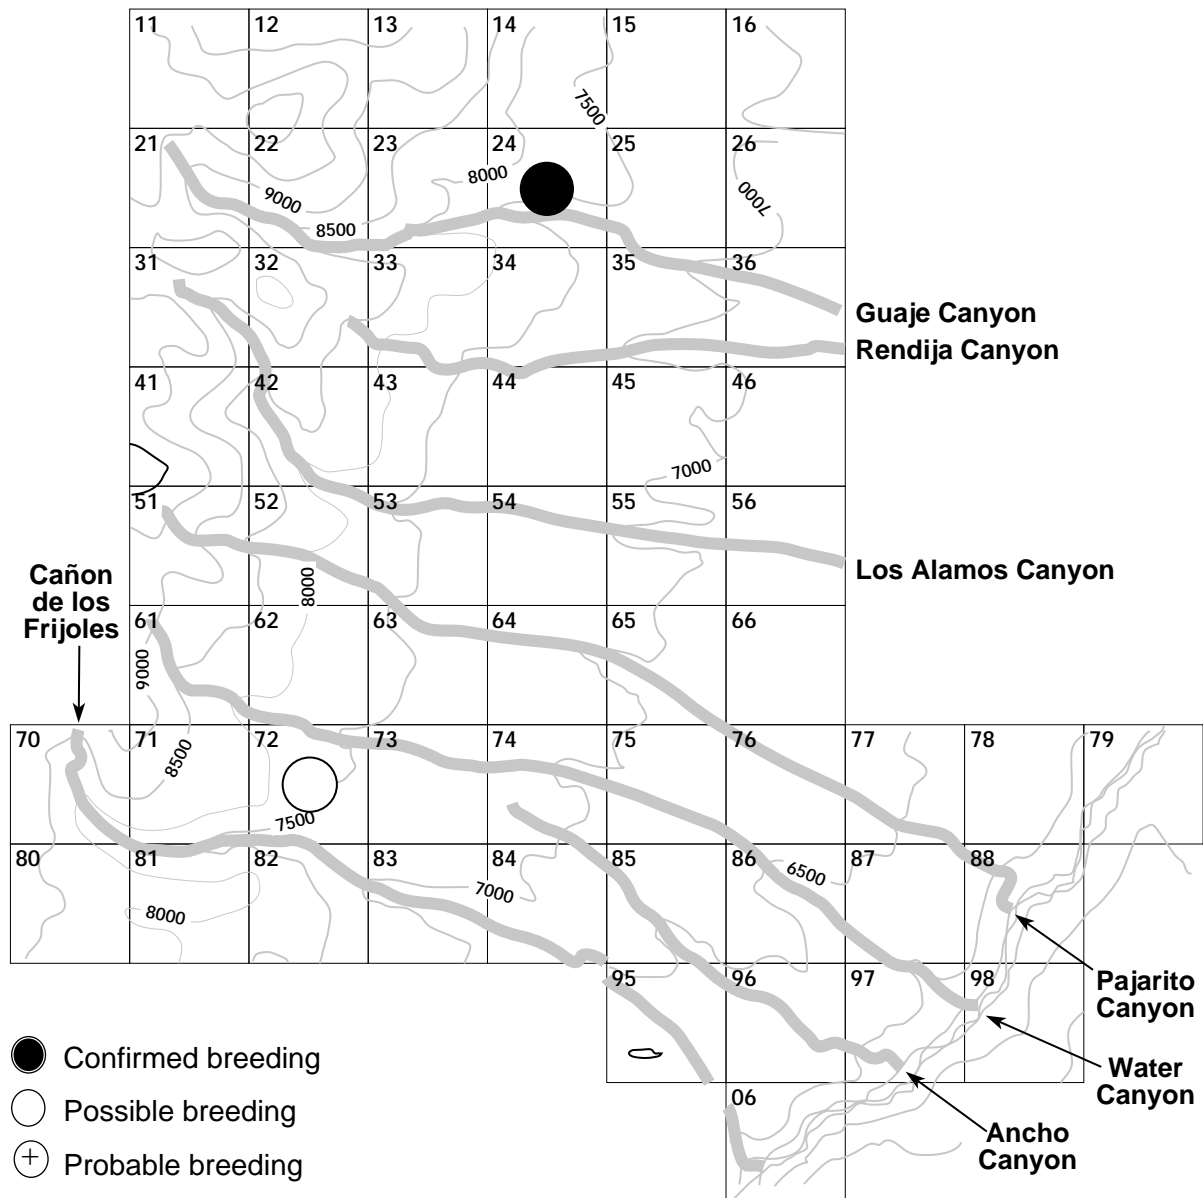 11 12 13 14 15 16
7500
21 22 23 24 25 26
8000
9000
7000
8500
31 32 33 34 35 36
Guaje Canyon
Rendija Canyon
41 42 43 44 45 46
7000
51 52 53 54 55 56
Los Alamos Canyon
Cañon
de los
Frijoles
8000
61 62 63 64 65 66
9000
70 71 72 73 74 75 76 77 78 79
8500
7500
80 81 82 83 84 85 86 87 88
6500
7000
8000
95 96 97 98
Pajarito
Canyon
Water
Canyon
06
Ancho
Canyon
Confirmed breeding
Possible breeding
+ Probable breeding